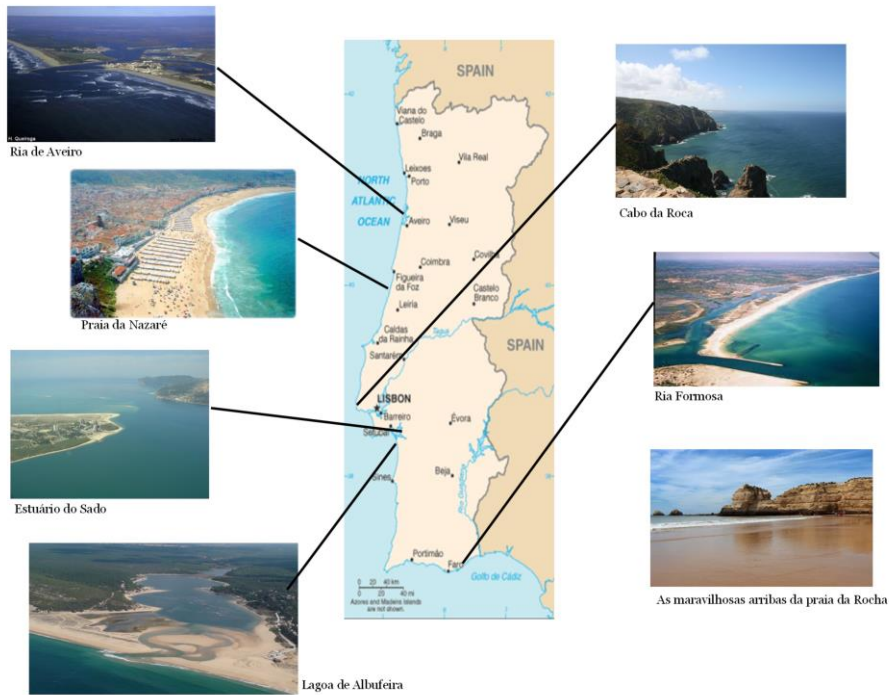 H. Queiroga
Ria de Aveiro
Praia da Nazaré
Estuário do Sado
Lagoa de Albufeira
SPAIN
Viana do
Castelo
Braga
Vila Real
Leixoes
Porto
NORTH
ATLANTIC
OCEAN
Aveiro
Viseu
Coimbra
Covilha
Figueira
da Foz
Castelo
Branco
Leiria
Caldas
da Rainha
Tagus
Santarém
SPAIN
LISBON
Barreiro
Setúbal
Évora
Sines
Beja
Rio Guadiana
Portimão
Faro
Golfo de Cádiz
0 20 40 km
0 20 40 mi
Azores and Madeira Islands
are not shown.
Cabo da Roca
Ria Formosa
As maravilhosas arribas da praia da Rocha